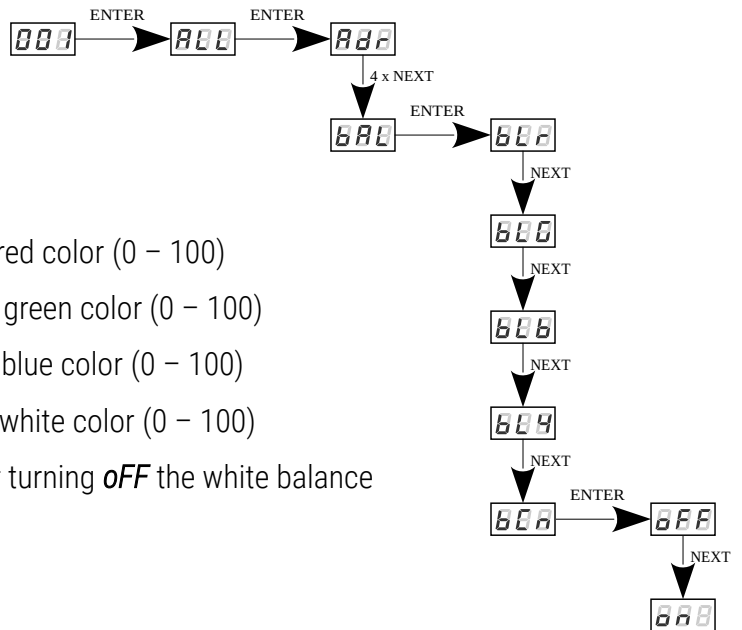 ENTER ENTER
001 ALL Adr
4 x NEXT
ENTER
bAL bLr
NEXT
bLG
red color (0 – 100)
NEXT
green color (0 – 100)
bLb
blue color (0 – 100)
NEXT
white color (0 – 100)
bL4
turning oFF the white balance
NEXT
ENTER
bCn oFF
NEXT
on